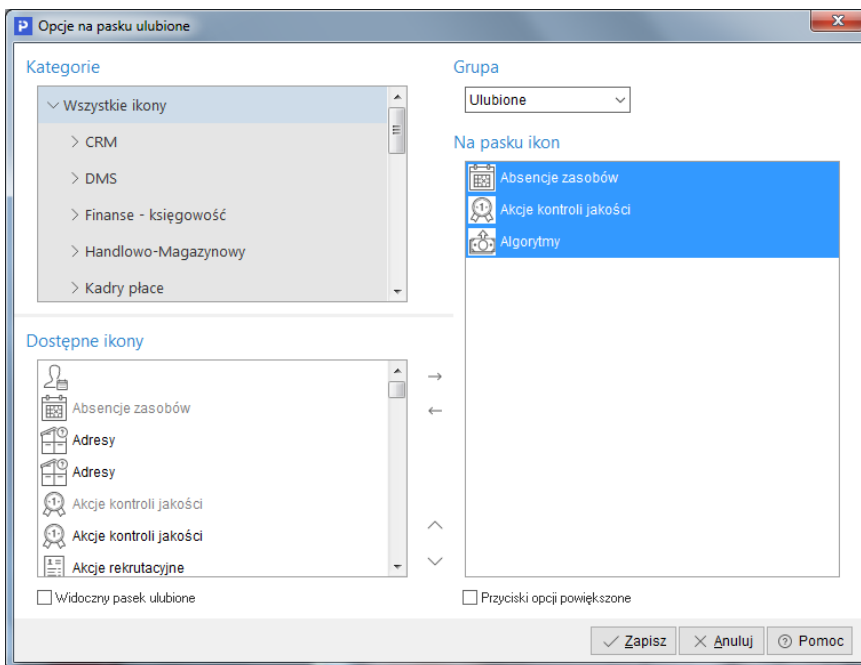 Opcje na pasku ulubione
Kategorie
Wszystkie ikony
CRM
DMS
Finanse - księgowość
Handlowo-Magazynowy
Kadry płace
Grupa
Ulubione
Na pasku ikon
Absencje zasobów
Akcje kontroli jakości
Algorytmy
Dostępne ikony
Absencje zasobów
Adresy
Adresy
Akcje kontroli jakości
Akcje kontroli jakości
Akcje rekrutacyjne
Widoczny pasek ulubione
Przyciski opcji powiększone
Zapisz
Anuluj
Pomoc